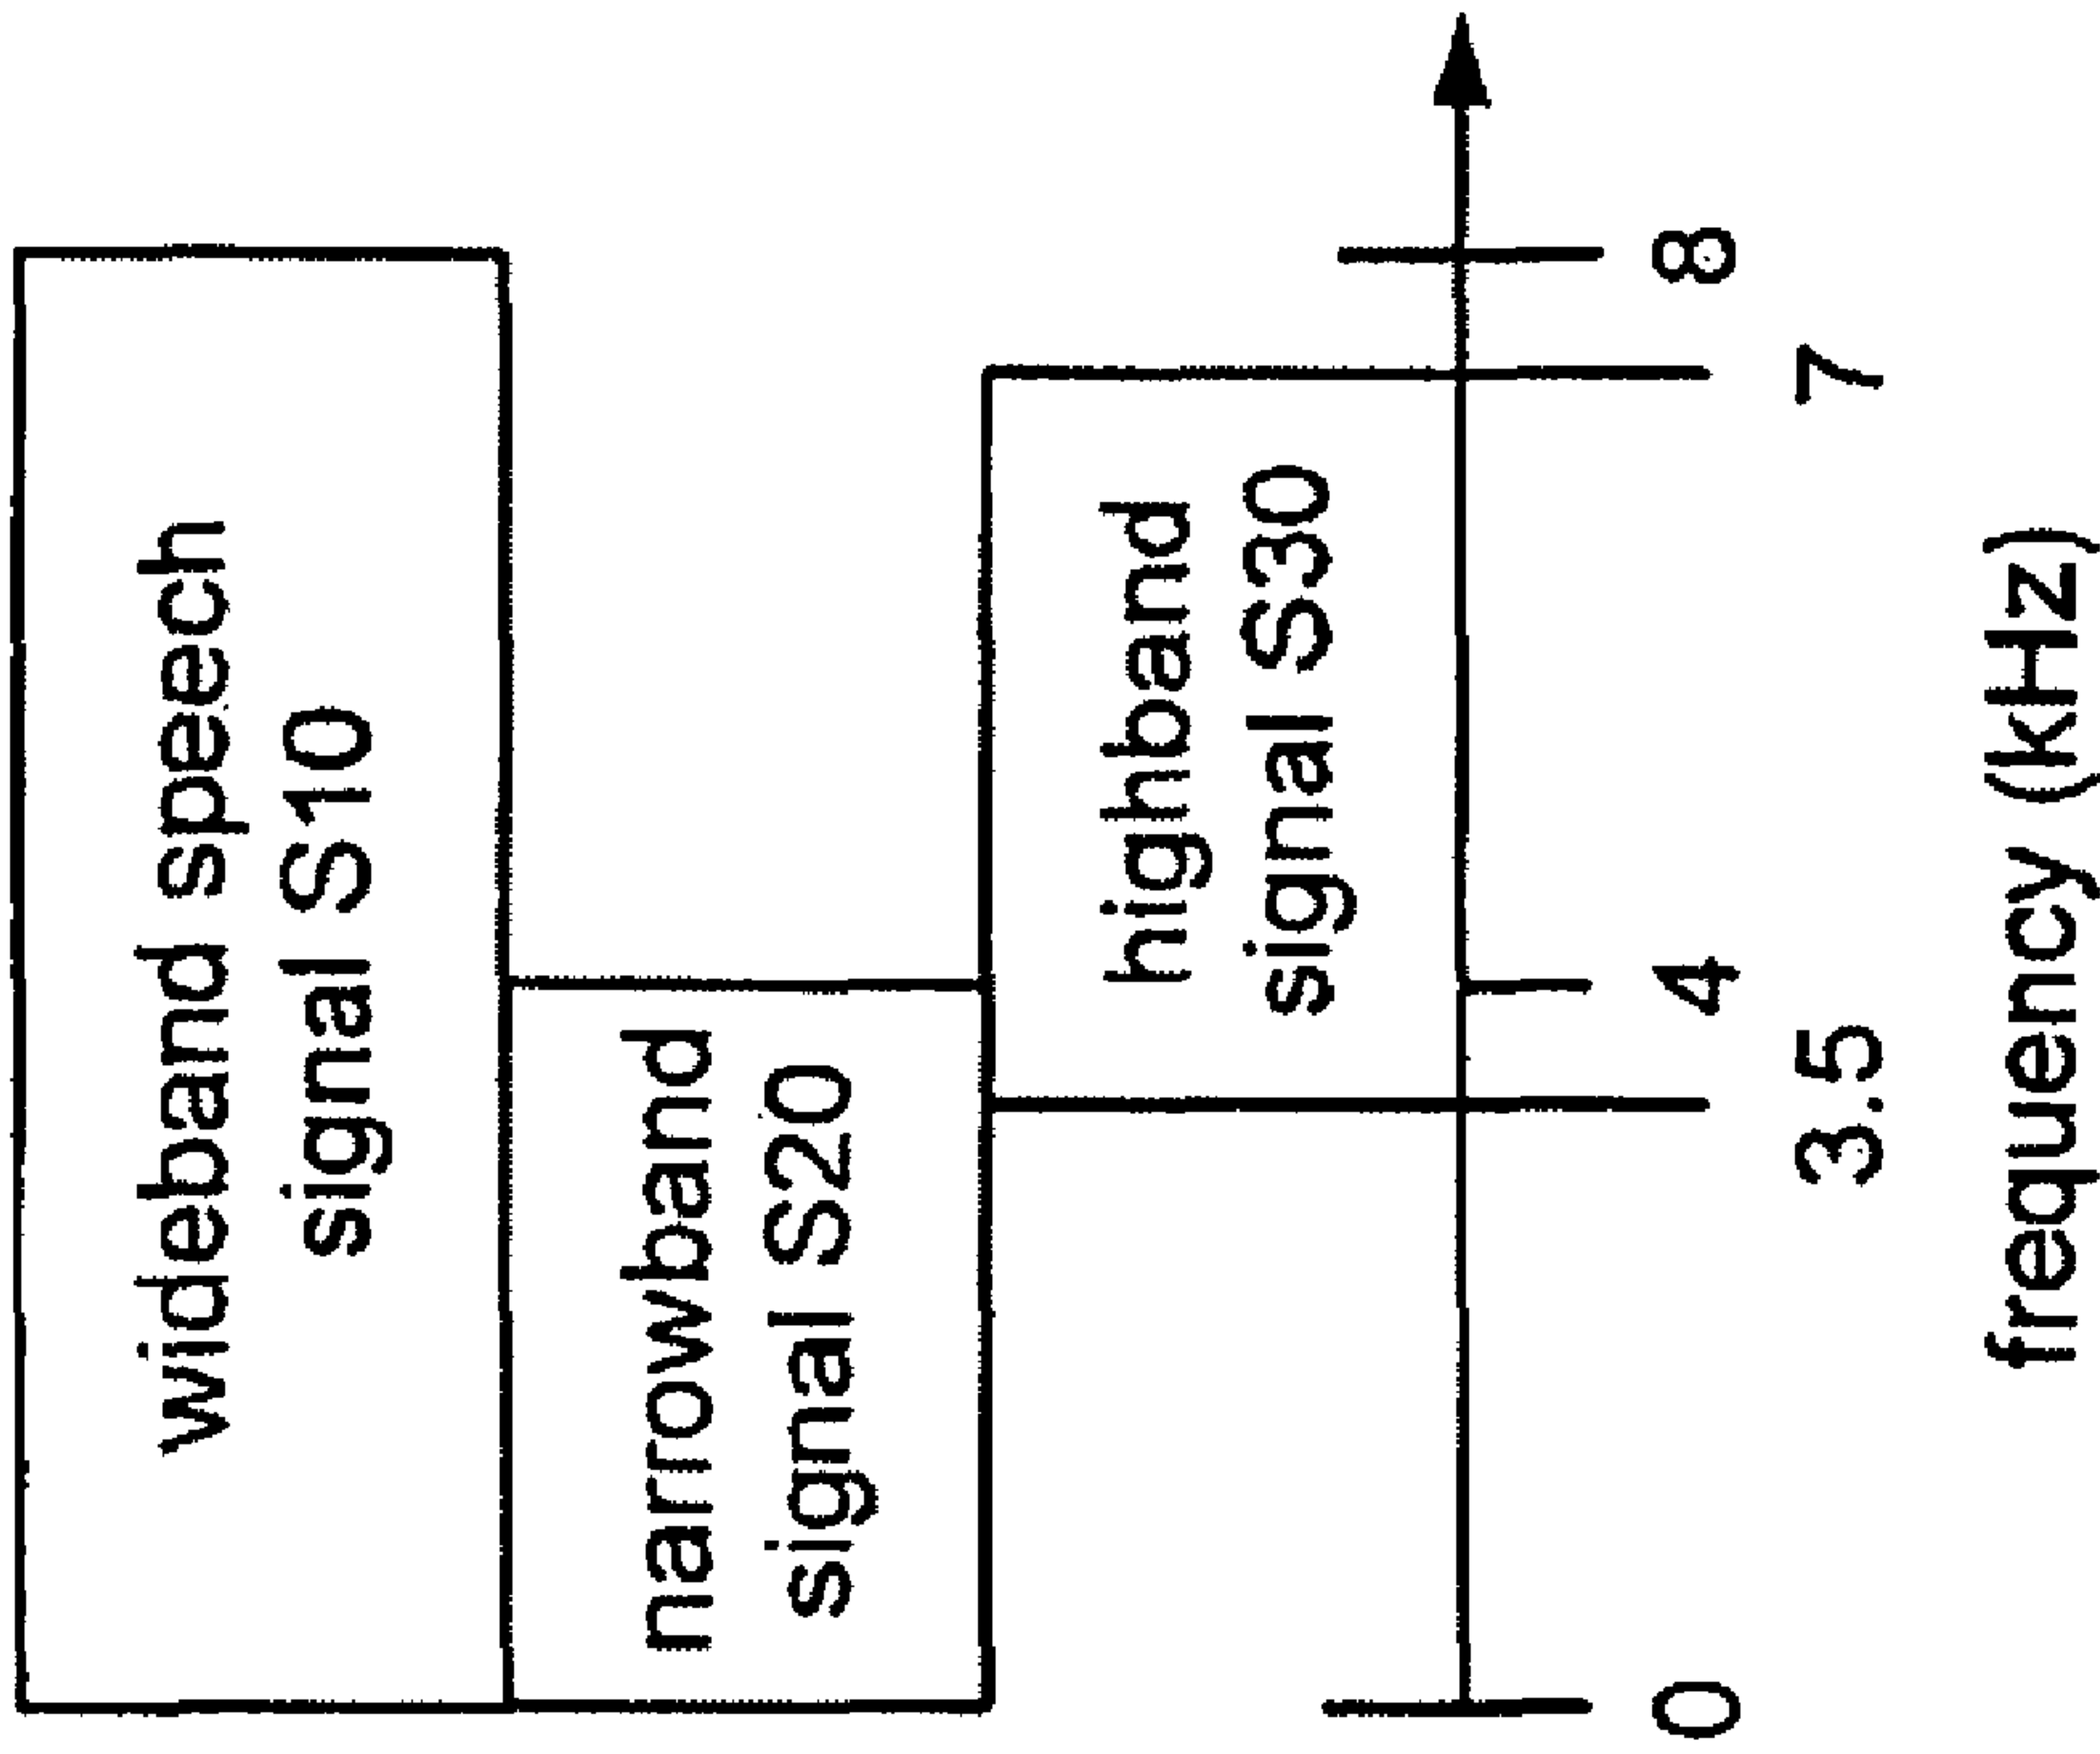 wideband speech
signal S10
narrowband
signal S20
highband
signal S30
0 4 8
3.5 7
frequency (kHz)